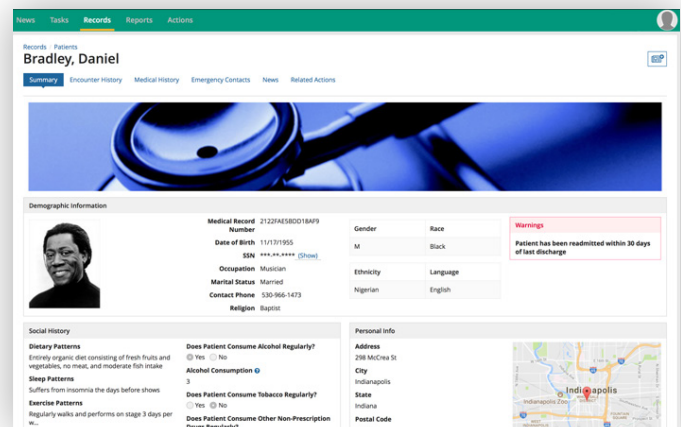 News Tasks Records Reports Actions
Records Patients
Bradley, Daniel
Summary Encounter History Medical History Emergency Contacts News Related Actions
Demographic Information
Medical Record Number 2122FAE5BDD18AF9
Date of Birth 11/17/1955
SSN ***-**-**** (Show)
Occupation Musician
Marital Status Married
Contact Phone 530-966-1473
Religion Baptist
Gender Race
M Black
Ethnicity Language
Nigerian English
Warnings
Patient has been readmitted within 30 days
of last discharge
Social History
Dietary Patterns
Entirely organic diet consisting of fresh fruits and
vegetables, no meat, and moderate fish intake
Sleep Patterns
Suffers from insomnia the days before shows
Exercise Patterns
Regularly walks and performs on stage 3 days per
w...
Does Patient Consume Alcohol Regularly?
Yes No
Alcohol Consumption
3
Does Patient Consume Tobacco Regularly?
Yes No
Does Patient Consume Other Non-Prescription
Drugs Regularly?
Personal Info
Address
298 McCrea St
City
Indianapolis
State
Indiana
Postal Code
Indianapolis
Indianapolis Zoo